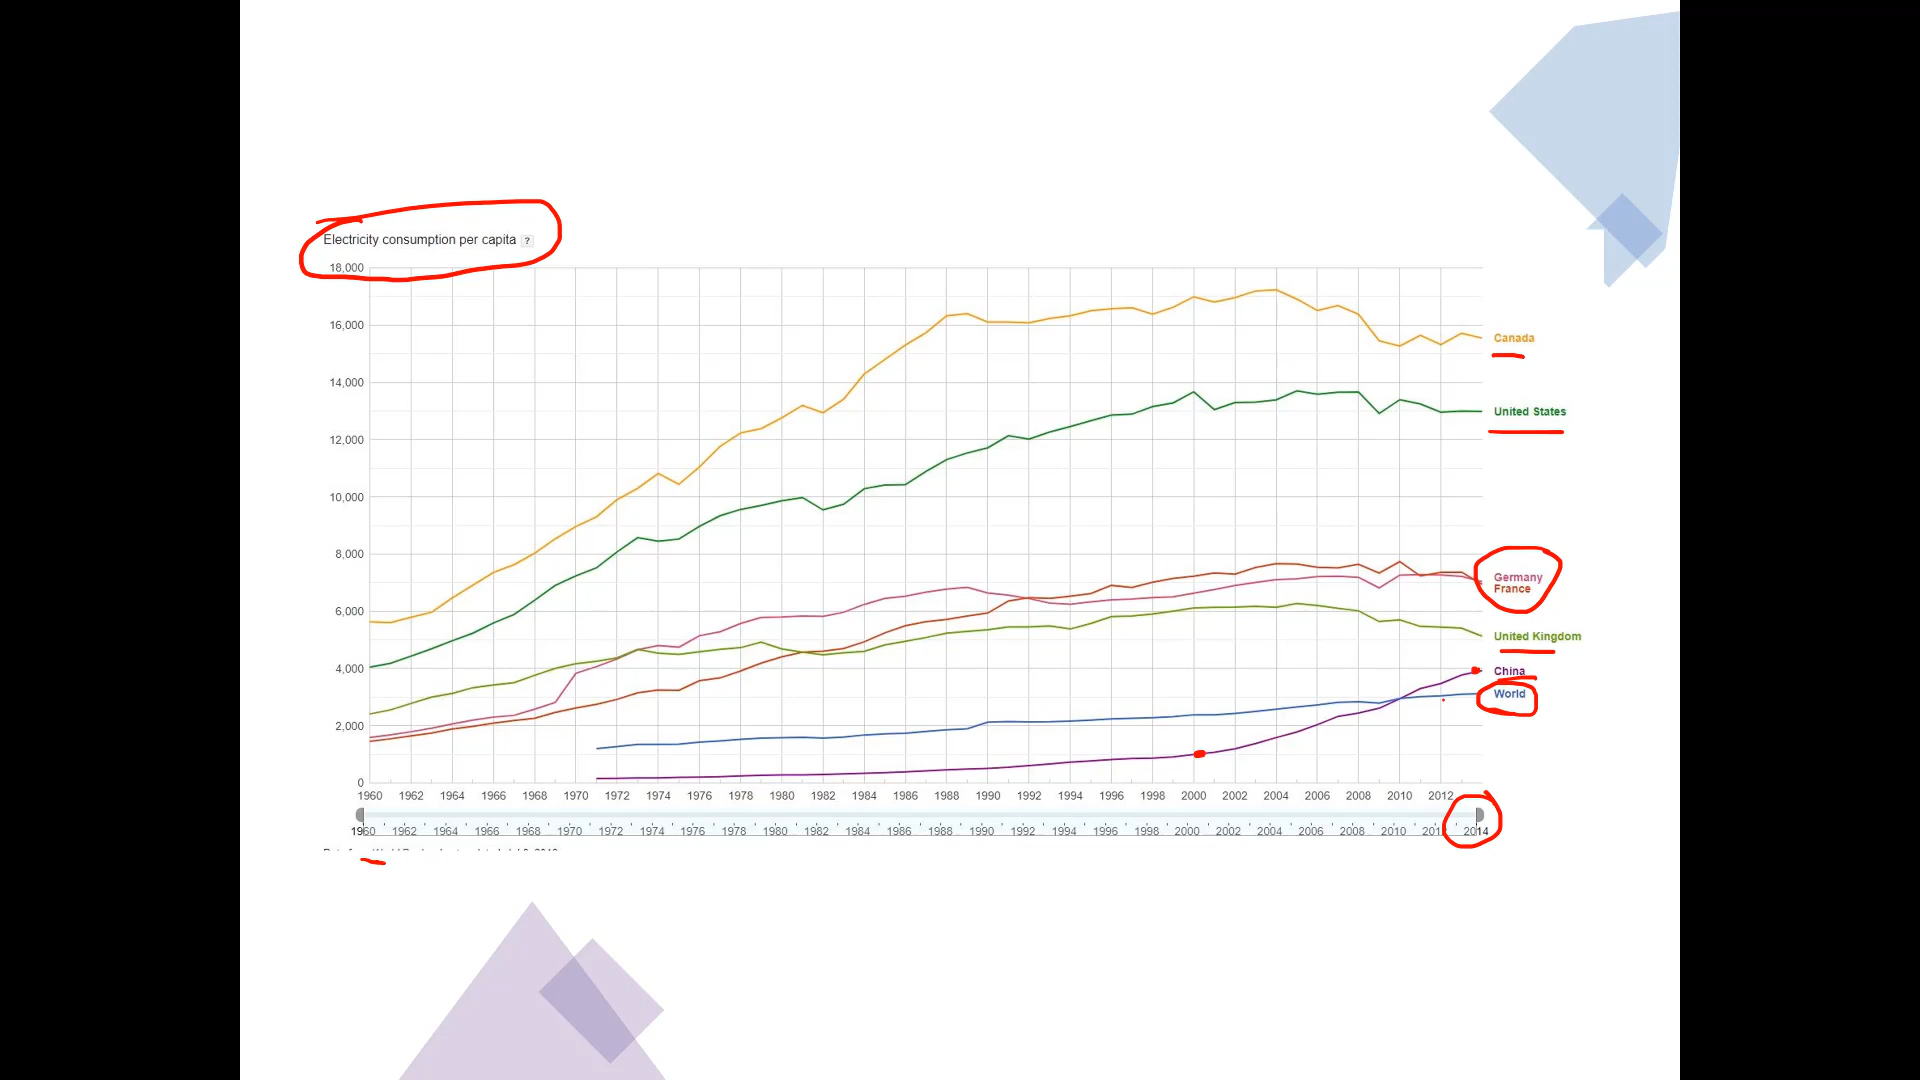 Electricity consumption per capita ?
18,000
16,000
14,000
12,000
10,000
8,000
6,000
4,000
2,000
0
Canada
United States
Germany
France
United Kingdom
China
World
1960 1962 1964 1966 1968 1970 1972 1974 1976 1978 1980 1982 1984 1986 1988 1990 1992 1994 1996 1998 2000 2002 2004 2006 2008 2010 2012
1960 1962 1964 1966 1968 1970 1972 1974 1976 1978 1980 1982 1984 1986 1988 1990 1992 1994 1996 1998 2000 2002 2004 2006 2008 2010 2012 2014